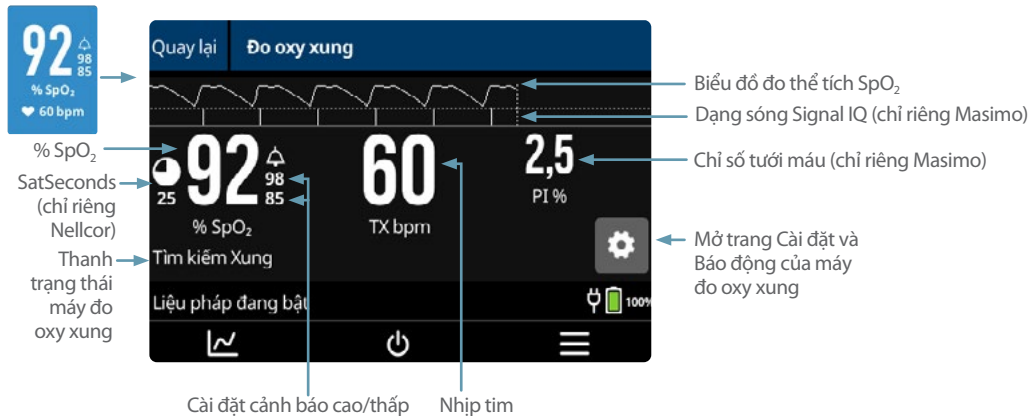 92
98
85
% SpO₂
60 bpm
Quay lại
Đo oxy xung
Biểu đồ đo thể tích SpO₂
Dạng sóng Signal IQ (chỉ riêng Masimo)
% SpO₂
SatSeconds
(chỉ riêng
Nellcor)
Thanh
trạng thái
máy đo
oxy xung
25
92
98
85
% SpO₂
60
TX bpm
2,5
PI %
Chỉ số tưới máu (chỉ riêng Masimo)
Mở trang Cài đặt và
Báo động của máy
đo oxy xung
Tìm kiếm Xung
Liệu pháp đang bật
100%
Cài đặt cảnh báo cao/thấp
Nhịp tim